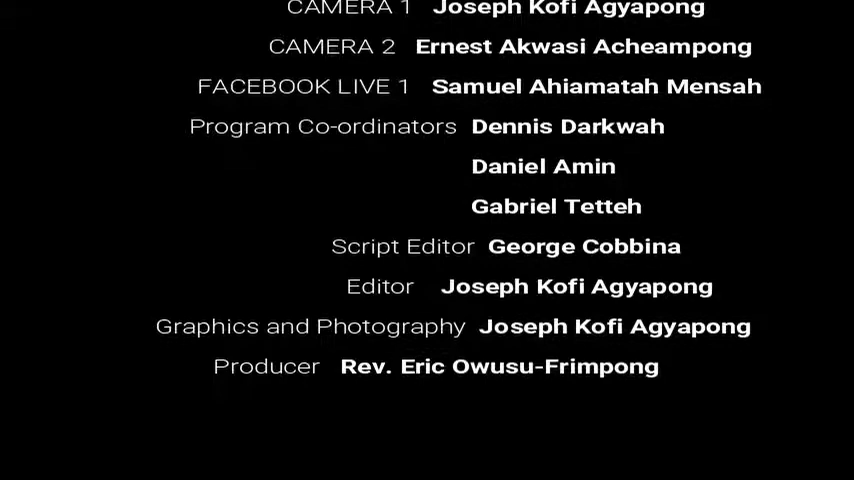 CAMERA 1 Joseph Kofi Agyapong
CAMERA 2 Ernest Akwasi Acheampong
FACEBOOK LIVE 1 Samuel Ahiamatah Mensah
Program Co-ordinators Dennis Darkwah
Daniel Amin
Gabriel Tetteh
Script Editor George Cobbina
Editor Joseph Kofi Agyapong
Graphics and Photography Joseph Kofi Agyapong
Producer Rev. Eric Owusu-Frimpong